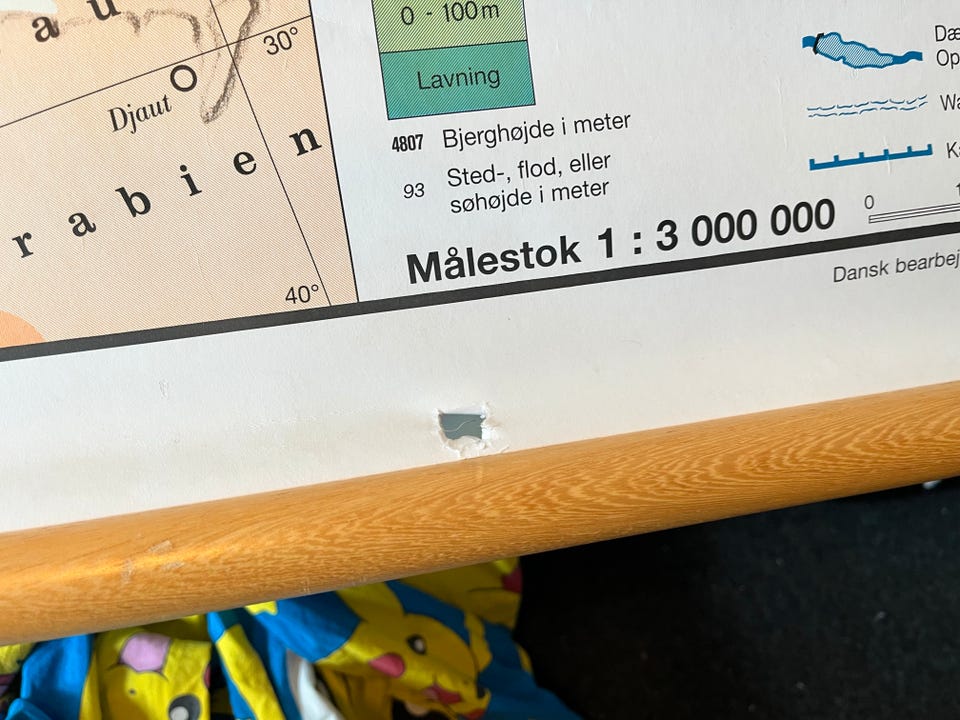 a u
30°
Djaut
r a b i e n
40°
0 - 100 m
Lavning
4807 Bjerghøjde i meter
93 Sted-, flod, eller
søhøjde i meter
Målestok 1 : 3 000 000
0
Dansk bearbej